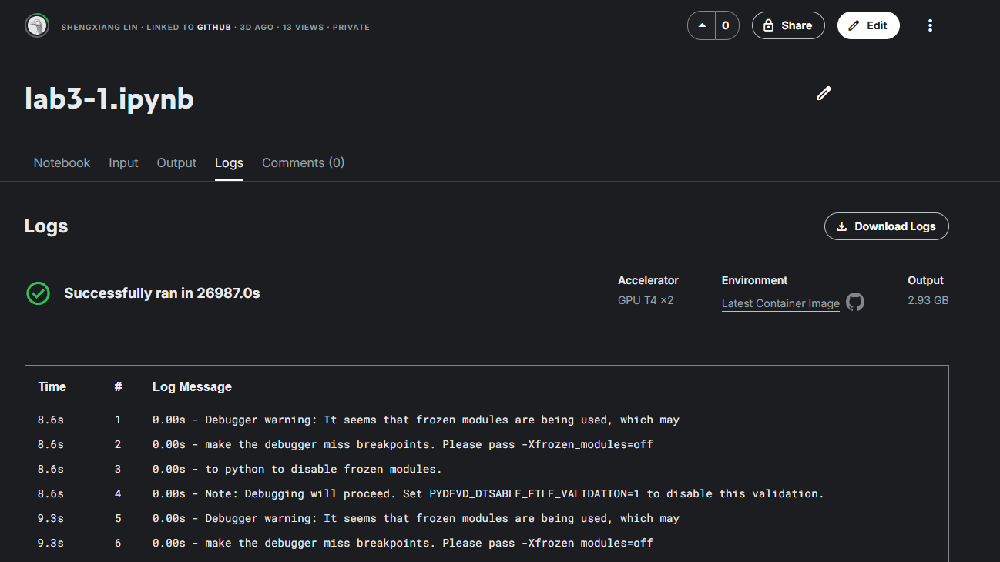 SHENGXIANG LIN · LINKED TO GITHUB · 3D AGO · 13 VIEWS · PRIVATE
0
Share
Edit
lab3-1.ipynb
Notebook Input Output Logs Comments (0)
Logs
Download Logs
Successfully ran in 26987.0s
Accelerator Environment Output
GPU T4 ×2 Latest Container Image 2.93 GB
Time # Log Message
8.6s 1 0.00s - Debugger warning: It seems that frozen modules are being used, which may
8.6s 2 0.00s - make the debugger miss breakpoints. Please pass -Xfrozen_modules=off
8.6s 3 0.00s - to python to disable frozen modules.
8.6s 4 0.00s - Note: Debugging will proceed. Set PYDEVD_DISABLE_FILE_VALIDATION=1 to disable this validation.
9.3s 5 0.00s - Debugger warning: It seems that frozen modules are being used, which may
9.3s 6 0.00s - make the debugger miss breakpoints. Please pass -Xfrozen_modules=off